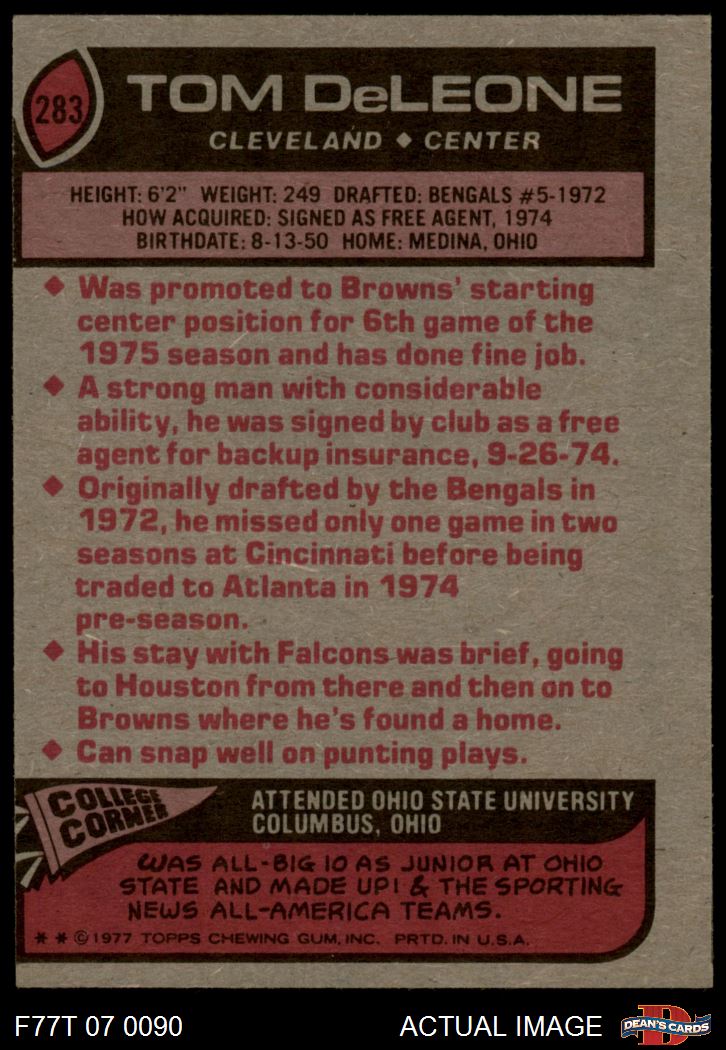 283
TOM DeLEONE
CLEVELAND ◆ CENTER
HEIGHT: 6'2" WEIGHT: 249 DRAFTED: BENGALS #5-1972
HOW ACQUIRED: SIGNED AS FREE AGENT, 1974
BIRTHDATE: 8-13-50 HOME: MEDINA, OHIO
◆ Was promoted to Browns' starting
center position for 6th game of the
1975 season and has done fine job.
◆ A strong man with considerable
ability, he was signed by club as a free
agent for backup insurance, 9-26-74.
◆ Originally drafted by the Bengals in
1972, he missed only one game in two
seasons at Cincinnati before being
traded to Atlanta in 1974
pre-season.
◆ His stay with Falcons was brief, going
to Houston from there and then on to
Browns where he's found a home.
◆ Can snap well on punting plays.
COLLEGE
CORNER
ATTENDED OHIO STATE UNIVERSITY
COLUMBUS, OHIO
WAS ALL-BIG 10 AS JUNIOR AT OHIO
STATE AND MADE UPI & THE SPORTING
NEWS ALL-AMERICA TEAMS.
* * © 1977 TOPPS CHEWING GUM, INC. PRTD. IN U.S.A.
F77T 07 0090
ACTUAL IMAGE
D
DEAN'S CARDS